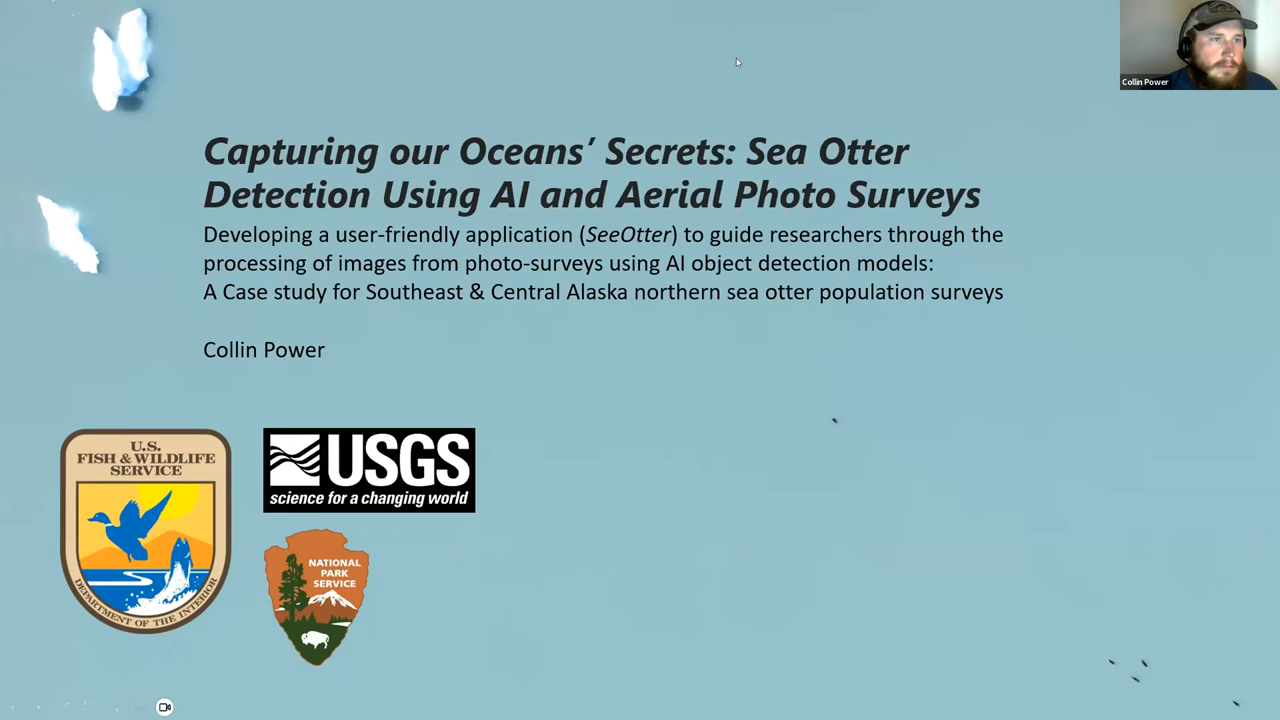 Collin Power
Capturing our Oceans’ Secrets: Sea Otter
Detection Using AI and Aerial Photo Surveys
Developing a user-friendly application (SeeOtter) to guide researchers through the
processing of images from photo-surveys using AI object detection models:
A Case study for Southeast & Central Alaska northern sea otter population surveys
Collin Power
U.S.
FISH & WILDLIFE
SERVICE
DEPARTMENT OF THE INTERIOR
USGS
science for a changing world
NATIONAL
PARK
SERVICE